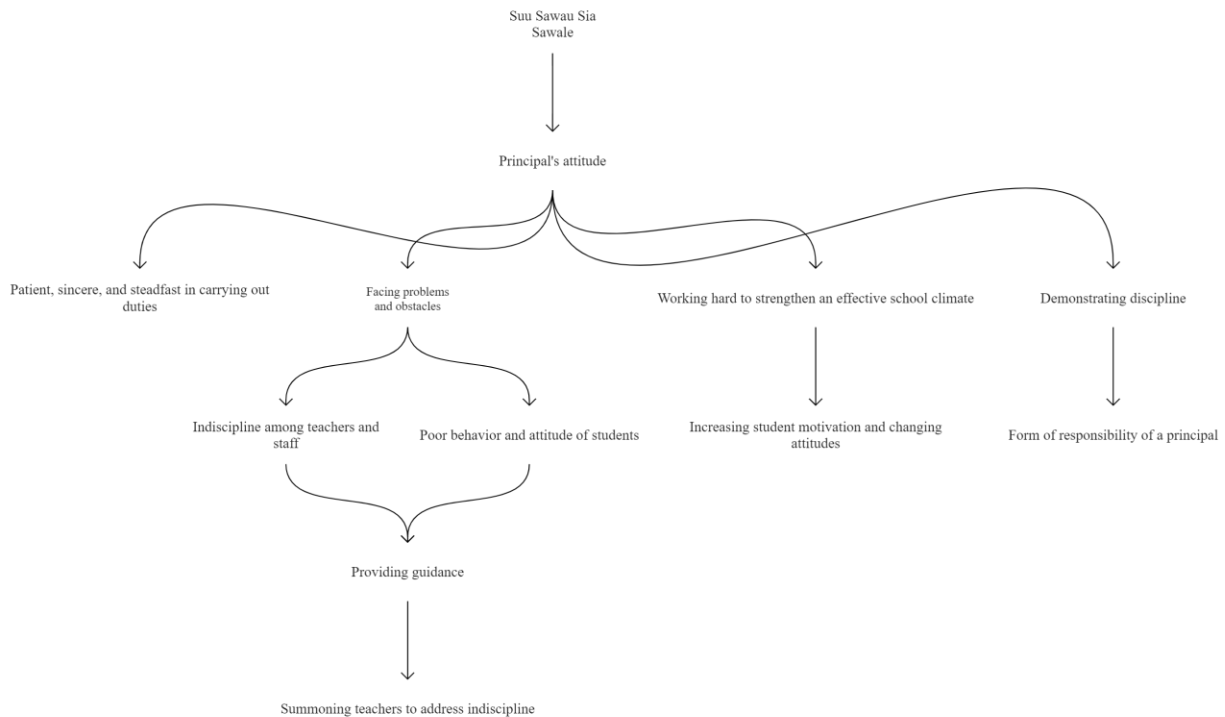 Suu Sawau Sia
Sawale
Principal's attitude
Patient, sincere, and steadfast in carrying out
duties
Facing problems
and obstacles
Working hard to strengthen an effective school climate
Demonstrating discipline
Indiscipline among teachers and
staff
Poor behavior and attitude of students
Increasing student motivation and changing
attitudes
Form of responsibility of a principal
Providing guidance
Summoning teachers to address indiscipline